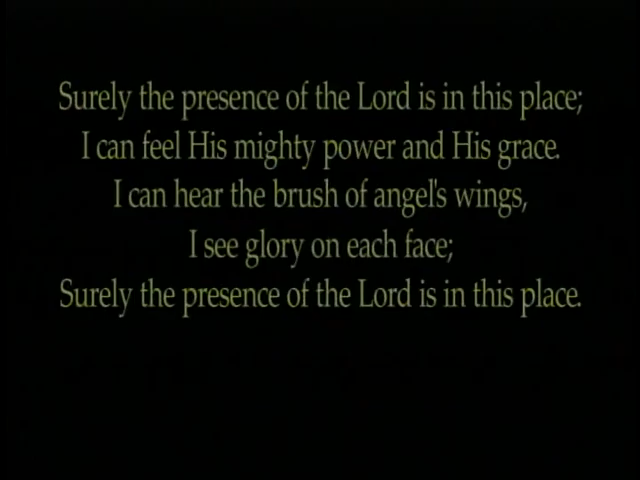 Surely the presence of the Lord is in this place;
I can feel His mighty power and His grace.
I can hear the brush of angel's wings,
I see glory on each face;
Surely the presence of the Lord is in this place.